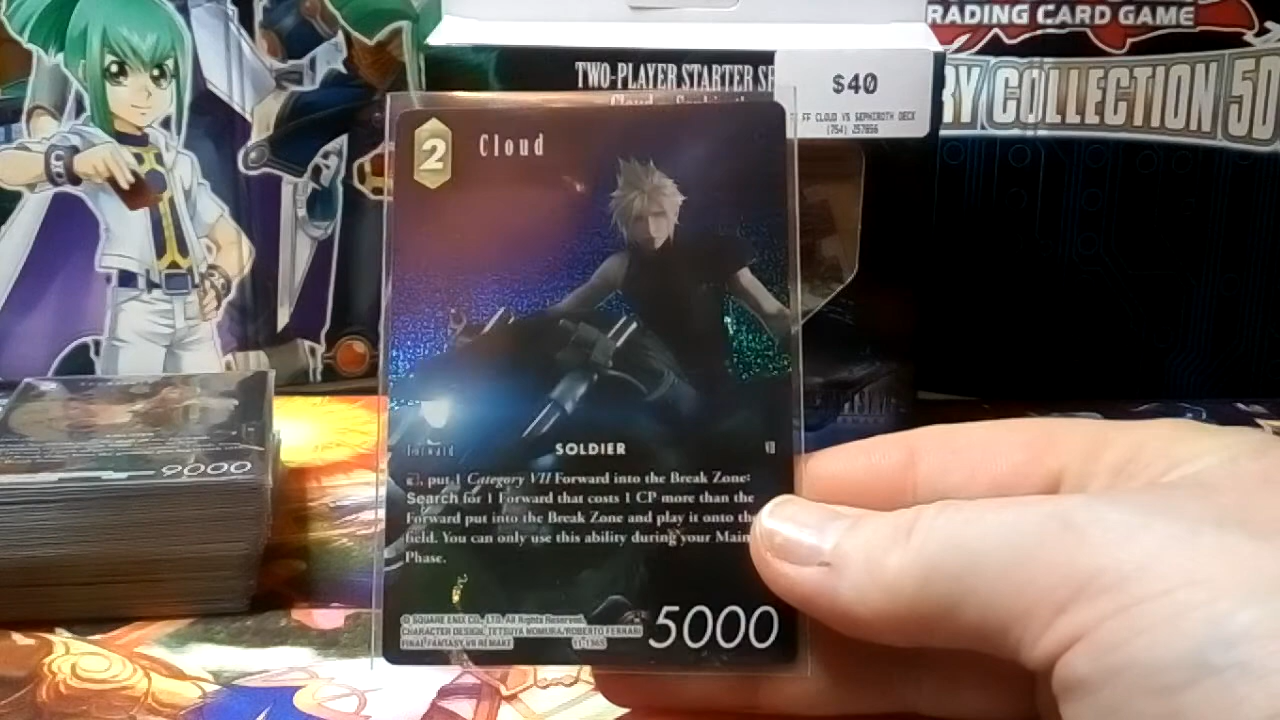 RADING CARD GAME
TWO-PLAYER STARTER SE
$40
RY COLLECTION 5D
FF CLOUD VS SEPHIROTH DECK
(754) 257856
2
Cloud
Forward
SOLDIER
VII
, put 1 Category VII Forward into the Break Zone:
Search for 1 Forward that costs 1 CP more than the
Forward put into the Break Zone and play it onto the
field. You can only use this ability during your Main
Phase.
9000
© SQUARE ENIX CO., LTD. All Rights Reserved.
CHARACTER DESIGN: TETSUYA NOMURA/ROBERTO FERRARI
FINAL FANTASY VII REMAKE
5000